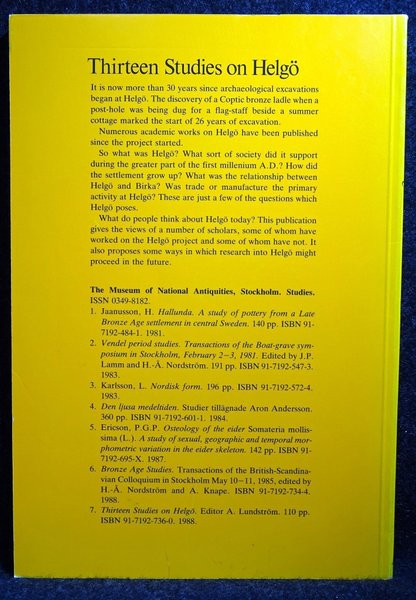 Thirteen Studies on Helgö
It is now more than 30 years since archaeological excavations
began at Helgö. The discovery of a Coptic bronze ladle when a
post-hole was being dug for a flag-staff beside a summer
cottage marked the start of 26 years of excavation.
Numerous academic works on Helgö have been published
since the project started.
So what was Helgö? What sort of society did it support
during the greater part of the first millenium A.D.? How did
the settlement grow up? What was the relationship between
Helgö and Birka? Was trade or manufacture the primary
activity at Helgö? These are just a few of the questions which
Helgö poses.
What do people think about Helgö today? This publication
gives the views of a number of scholars, some of whom have
worked on the Helgö project and some of whom have not. It
also proposes some ways in which research into Helgö might
proceed in the future.
The Museum of National Antiquities, Stockholm. Studies.
ISSN 0349-8182.
1. Jaanusson, H. Hallunda. A study of pottery from a Late
Bronze Age settlement in central Sweden. 140 pp. ISBN 91-
7192-484-1. 1981.
2. Vendel period studies. Transactions of the Boat-grave sym-
posium in Stockholm, February 2–3, 1981. Edited by J.P.
Lamm and H.-Å. Nordström. 191 pp. ISBN 91-7192-547-3.
1983.
3. Karlsson, L. Nordisk form. 196 pp. ISBN 91-7192-572-4.
1983.
4. Den ljusa medeltiden. Studier tillägnade Aron Andersson.
360 pp. ISBN 91-7192-601-1. 1984.
5. Ericson, P.G.P. Osteology of the eider Somateria mollis-
sima (L.). A study of sexual, geographic and temporal mor-
phometric variation in the eider skeleton. 142 pp. ISBN 91-
7192-695-X. 1987.
6. Bronze Age Studies. Transactions of the British-Scandina-
vian Colloquium in Stockholm May 10–11, 1985, edited by
H.-Å. Nordström and A. Knape. ISBN 91-7192-734-4.
1988.
7. Thirteen Studies on Helgö. Editor A. Lundström. 110 pp.
ISBN 91-7192-736-0. 1988.